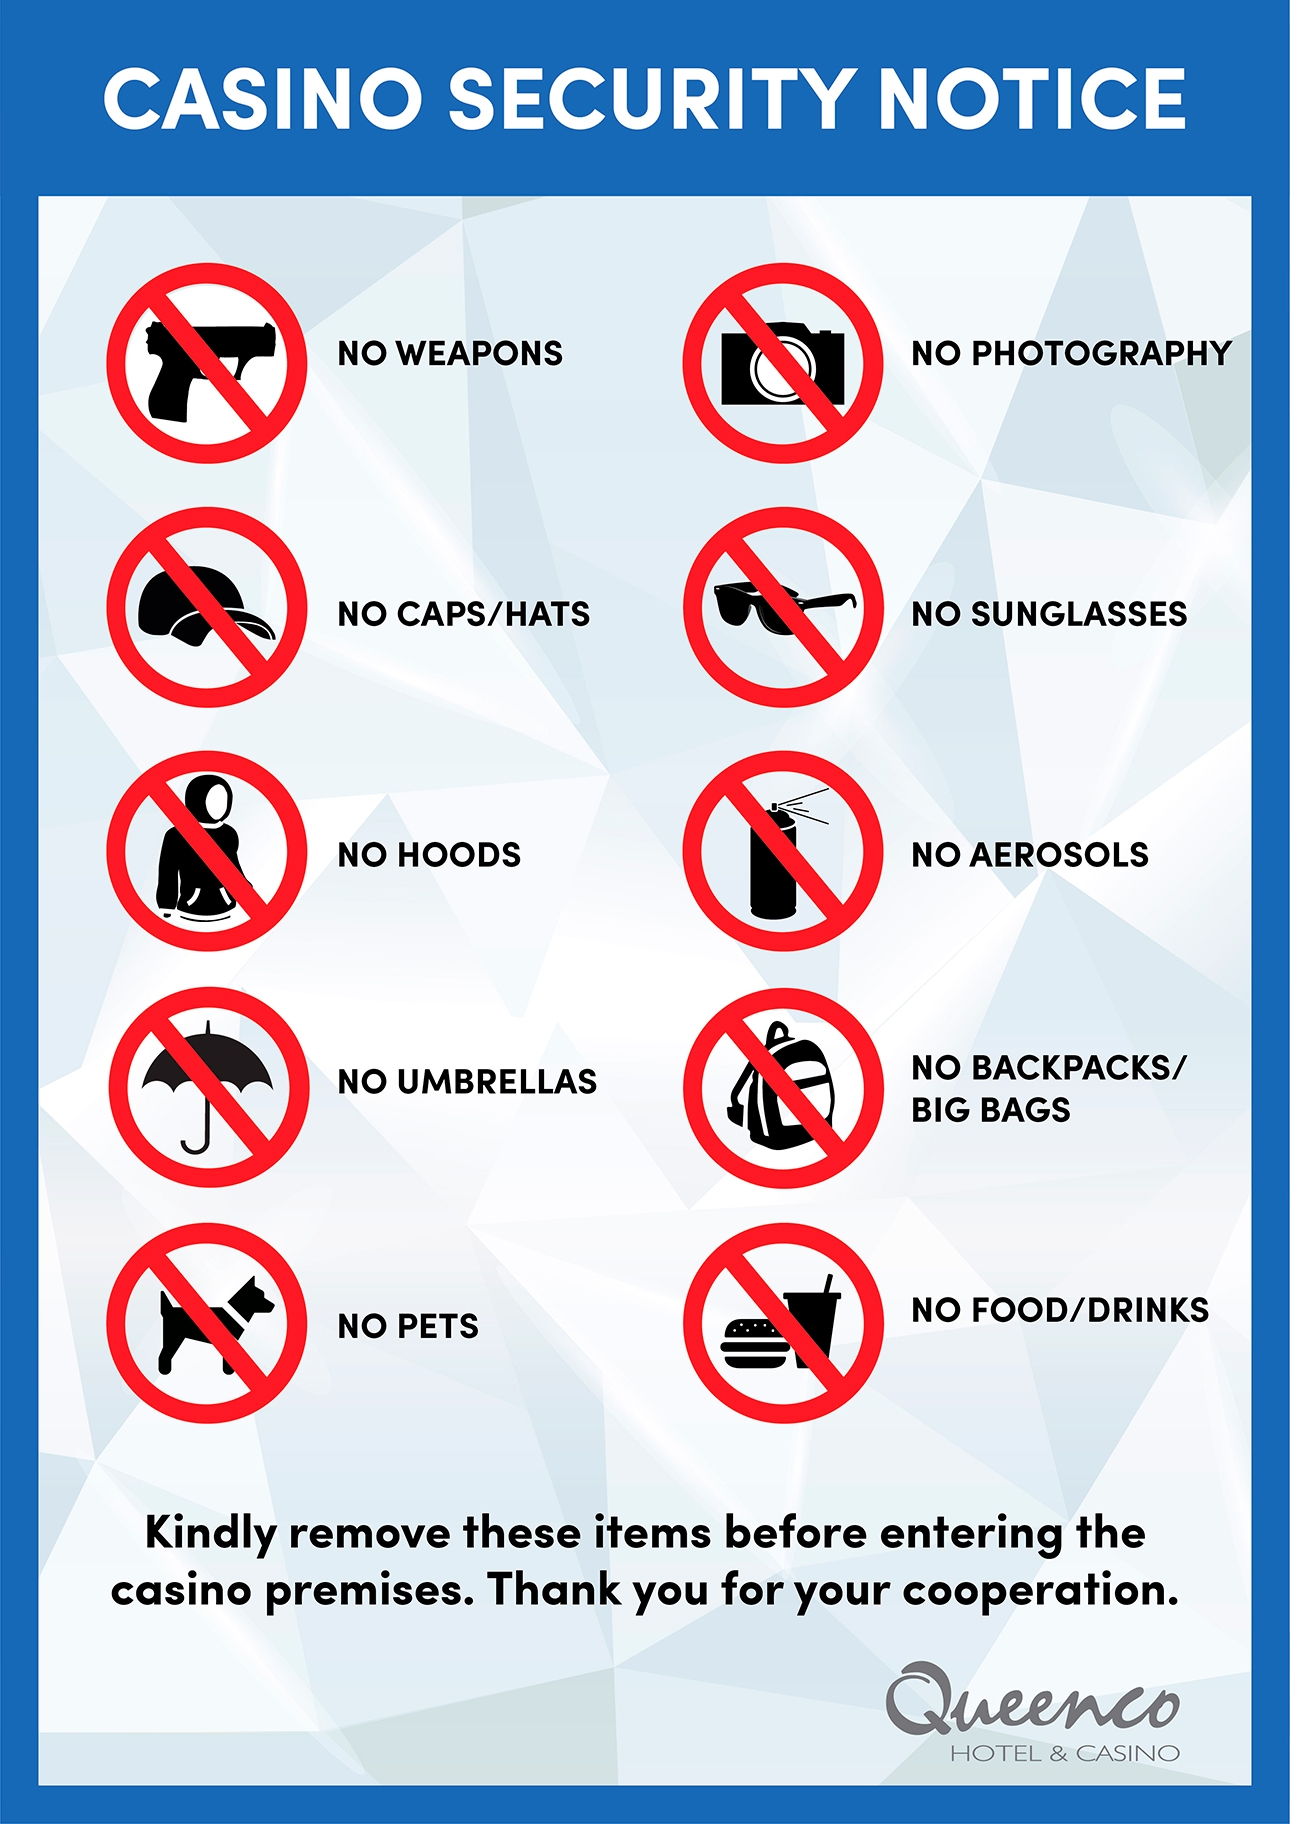 CASINO SECURITY NOTICE
NO WEAPONS
NO PHOTOGRAPHY
NO CAPS/HATS
NO SUNGLASSES
NO HOODS
NO AEROSOLS
NO UMBRELLAS
NO BACKPACKS/
BIG BAGS
NO PETS
NO FOOD/DRINKS
Kindly remove these items before entering the
casino premises. Thank you for your cooperation.
Queenco
HOTEL & CASINO